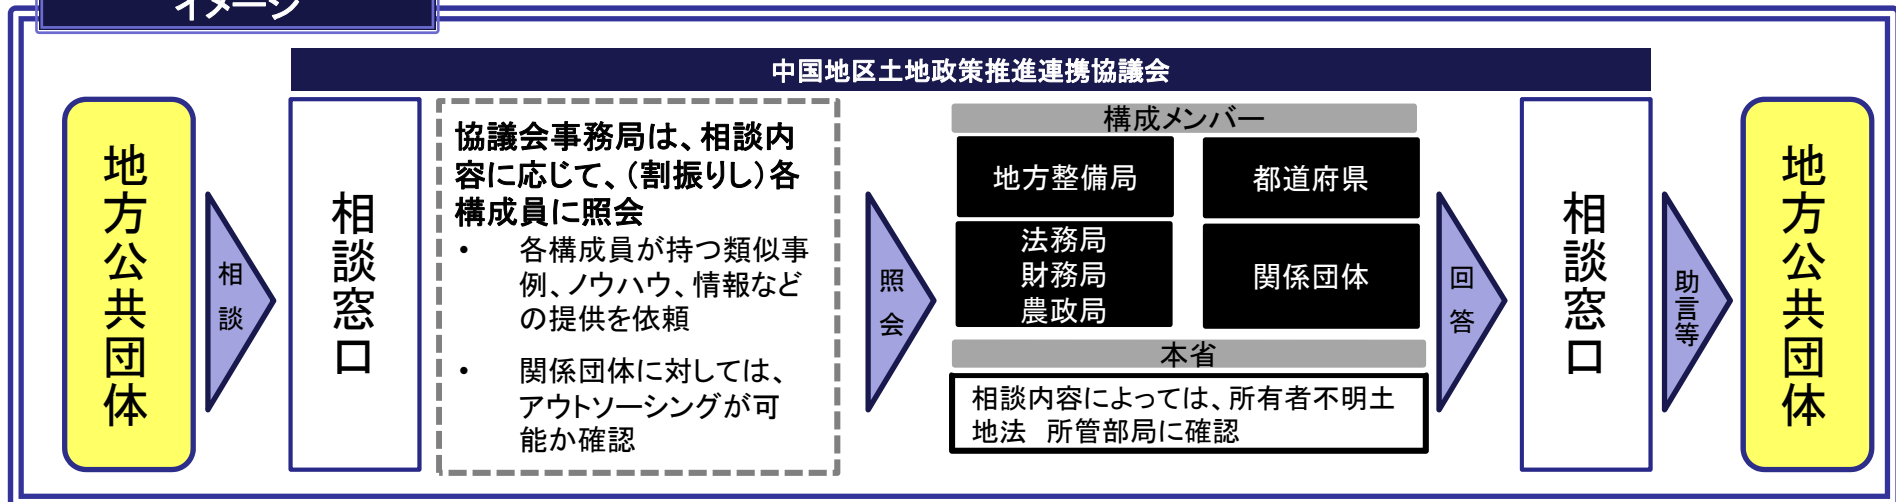 イメージ
中国地区土地政策推進連携協議会
地方公共団体
相談
相談窓口
協議会事務局は、相談内
容に応じて、（割振りし）各
構成員に照会
• 各構成員が持つ類似事
例、ノウハウ、情報など
の提供を依頼
• 関係団体に対しては、
アウトソーシングが可
能か確認
照会
構成メンバー
地方整備局
都道府県
法務局
財務局
農政局
関係団体
本省
相談内容によっては、所有者不明土
地法　所管部局に確認
回答
相談窓口
助言等
地方公共団体